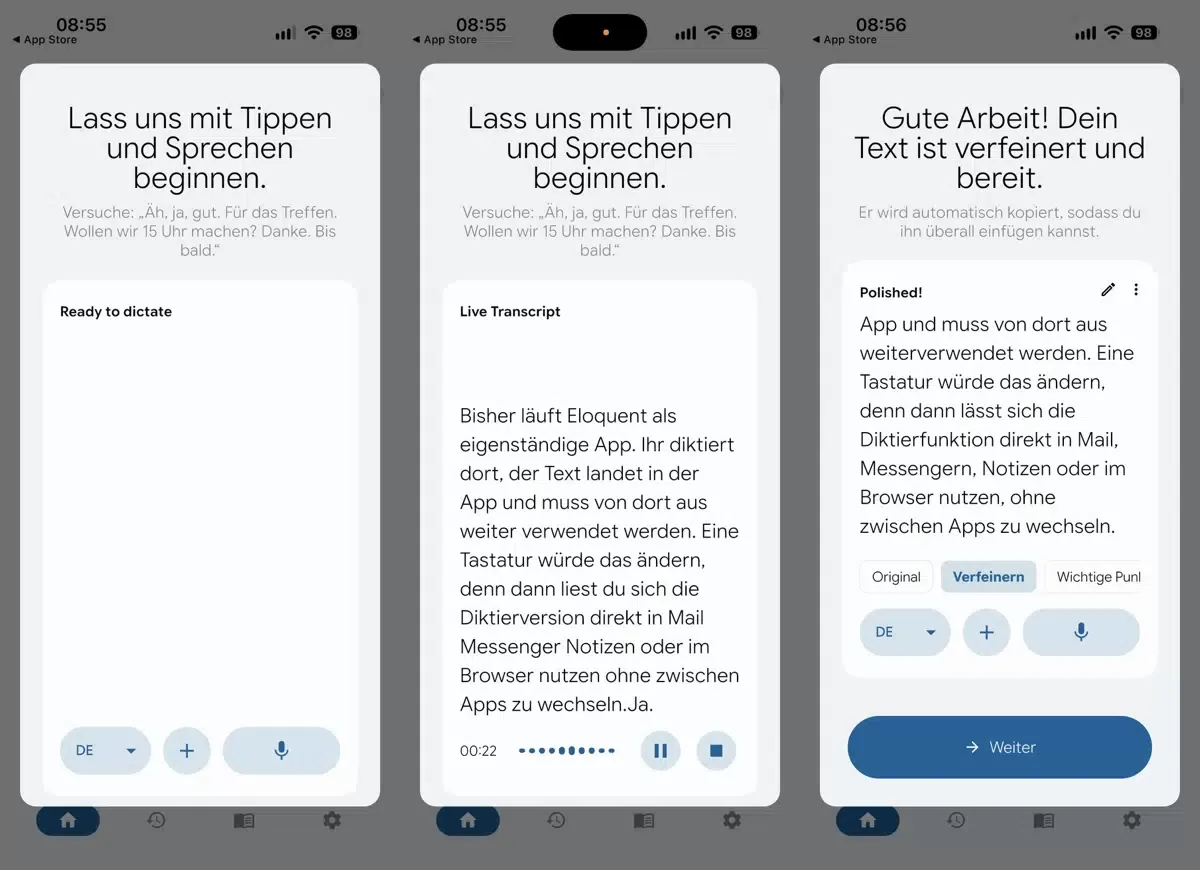 08:55
◀ App Store
98
Lass uns mit Tippen
und Sprechen
beginnen.
Versuche: „Äh, ja, gut. Für das Treffen.
Wollen wir 15 Uhr machen? Danke. Bis
bald.“
Ready to dictate
DE
08:55
◀ App Store
98
Lass uns mit Tippen
und Sprechen
beginnen.
Versuche: „Äh, ja, gut. Für das Treffen.
Wollen wir 15 Uhr machen? Danke. Bis
bald.“
Live Transcript
Bisher läuft Eloquent als
eigenständige App. Ihr diktiert
dort, der Text landet in der
App und muss von dort aus
weiter verwendet werden. Eine
Tastatur würde das ändern,
denn dann liest du sich die
Diktierversion direkt in Mail
Messenger Notizen oder im
Browser nutzen ohne zwischen
Apps zu wechseln.Ja.
00:22
08:56
◀ App Store
98
Gute Arbeit! Dein
Text ist verfeinert und
bereit.
Er wird automatisch kopiert, sodass du
ihn überall einfügen kannst.
Polished!
App und muss von dort aus
weiterverwendet werden. Eine
Tastatur würde das ändern,
denn dann lässt sich die
Diktierfunktion direkt in Mail,
Messengern, Notizen oder im
Browser nutzen, ohne
zwischen Apps zu wechseln.
Original
Verfeinern
Wichtige Punl
DE
Weiter